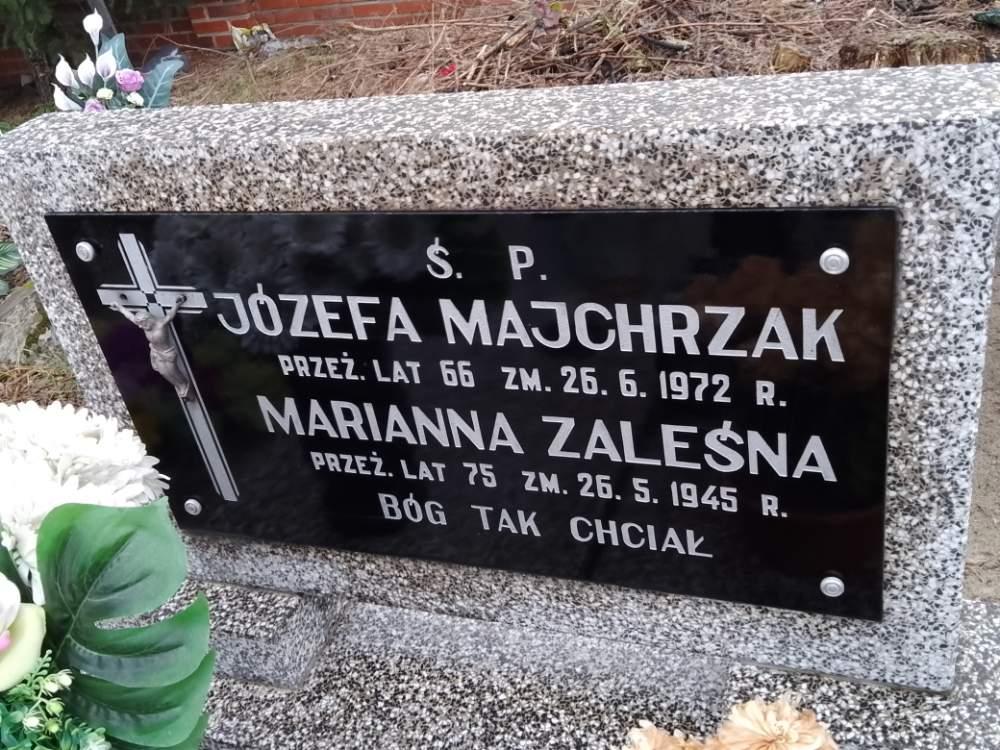 Ś. P.
JÓZEFA MAJCHRZAK
PRZEŻ. LAT 66 ZM. 26. 6. 1972 R.
MARIANNA ZALEŚNA
PRZEŻ. LAT 75 ZM. 26. 5. 1945 R.
BÓG TAK CHCIAŁ